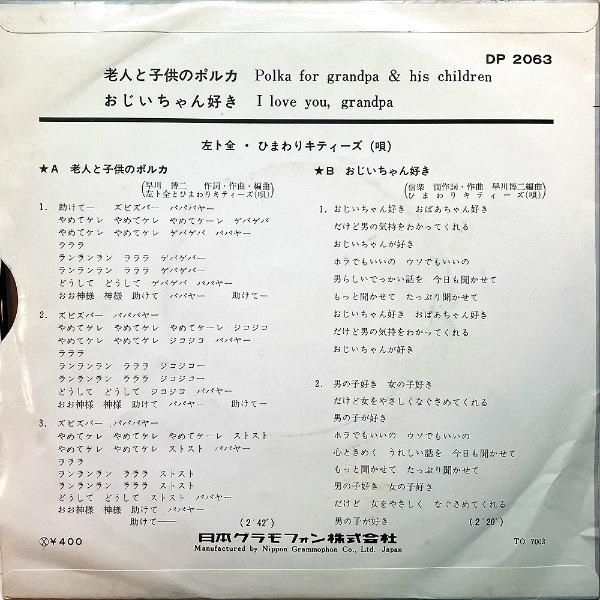 DP 2063
老人と子供のポルカ Polka for grandpa & his children
おじいちゃん好き I love you, grandpa
左卜全・ひまわりキティーズ(唄)
★A 老人と子供のポルカ
(早川 博二 作詞・作曲・編曲
左卜全とひまわりキティーズ(唄))
1. 助けてー ズビズバー パパパヤー
やめてケレ やめてケレ やめてケーレ ゲバゲバ
やめてケレ やめてケレ ゲバゲバ パパヤー
ラララ
ランランラン ラララ ゲバゲバー
ランランラン ラララ ゲバゲバー
どうして どうして ゲバゲバ パパヤー
おお神様 神様 助けて パパヤー 助けてー
2. ズビズバー パパパヤー
やめてケレ やめてケレ やめてケーレ ジコジコ
やめてケレ やめてケレ ジコジコ パパヤー
ラララ
ランランラン ラララ ジコジコー
ランランラン ラララ ジコジコー
どうして どうして ジコジコ パパヤー
おお神様 神様 助けて パパヤー 助けてー
3. ズビズバー パパパヤー
やめてケレ やめてケレ やめてケーレ ストスト
やめてケレ やめてケレ ストスト パパヤー
ラララ
ランランラン ラララ ストスト
ランランラン ラララ ストスト
どうして どうして ストスト パパヤー
おお神様 神様 助けて パパヤー
助けてー (2′42″)
★B おじいちゃん好き
(信楽 潤作詞・作曲 早川博二編曲
ひまわりキティーズ(唄))
1. おじいちゃん好き おばあちゃん好き
だけど男の気持をわかってくれる
おじいちゃんが好き
ホラでもいいの ウソでもいいの
男らしいでっかい話を 今日も聞かせて
もっと聞かせて たっぷり聞かせて
おじいちゃん好き おばあちゃん好き
だけど男の気持をわかってくれる
おじいちゃんが好き
2. 男の子好き 女の子好き
だけど女をやさしくなぐさめてくれる
男の子が好き
ホラでもいいの ウソでもいいの
心ときめく うれしい話を 今日も聞かせて
もっと聞かせて たっぷり聞かせて
男の子好き 女の子好き
だけど 女をやさしく なぐさめてくれる
男の子が好き (2′20″)
¥400
日本グラモフォン株式会社
Manufactured by Nippon Grammophon Co., Ltd. Japan
TO 7003